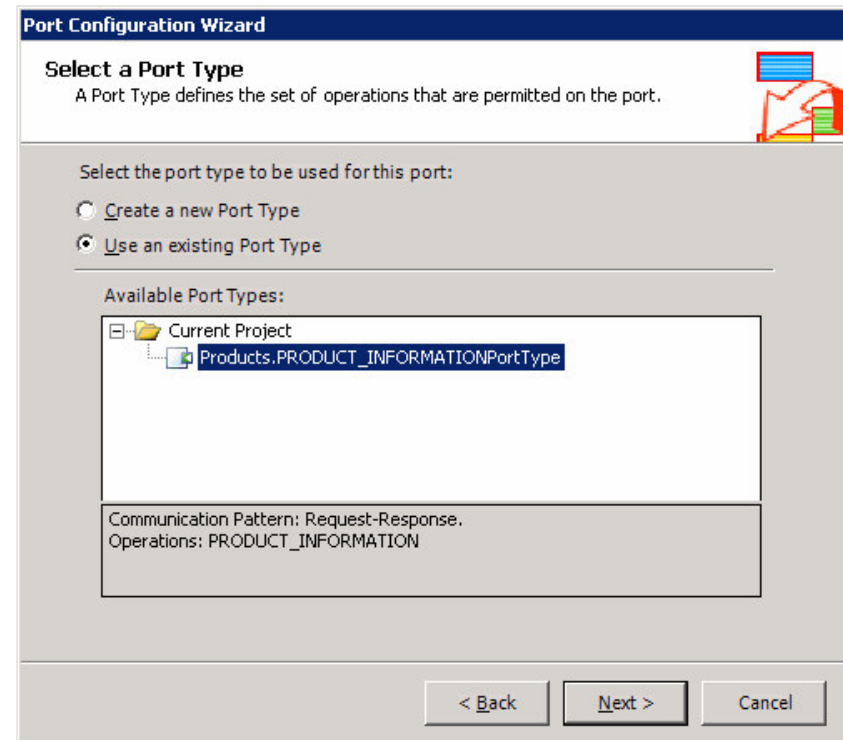 Port Configuration Wizard
Select a Port Type
A Port Type defines the set of operations that are permitted on the port.
Select the port type to be used for this port:
Create a new Port Type
Use an existing Port Type
Available Port Types:
Current Project
Products.PRODUCT_INFORMATIONPortType
Communication Pattern: Request-Response.
Operations: PRODUCT_INFORMATION
< Back Next > Cancel